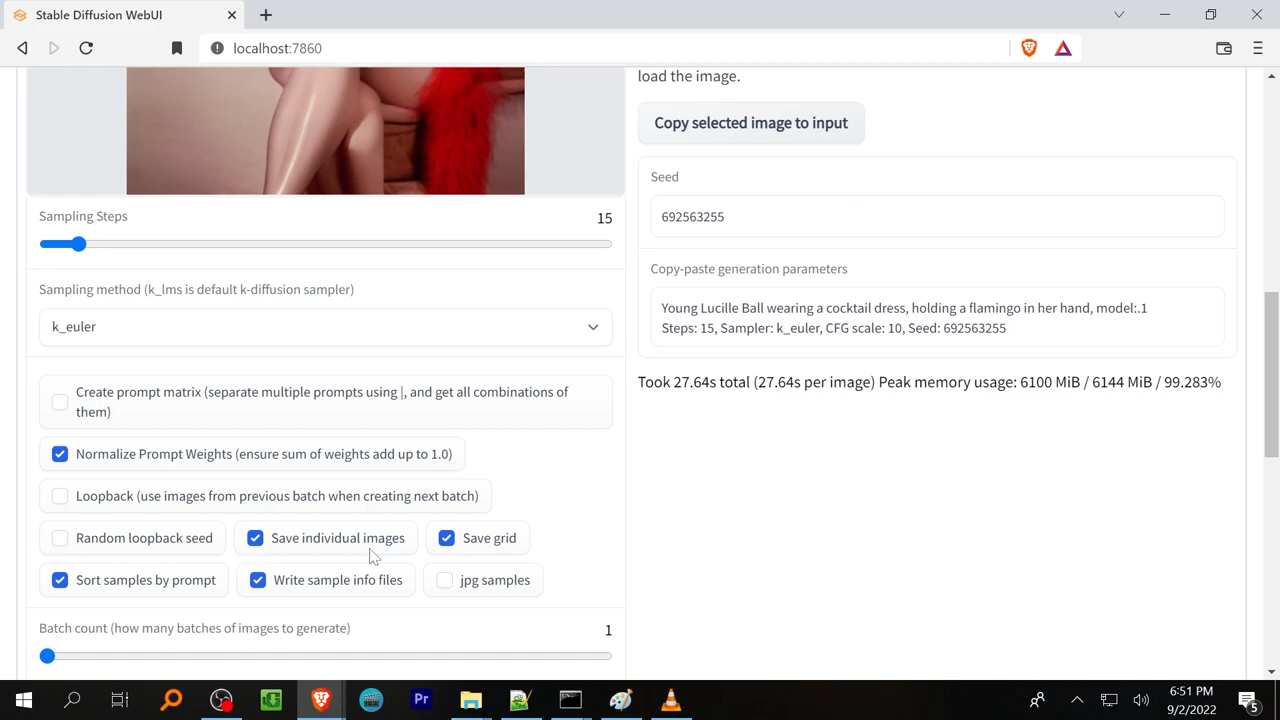 Stable Diffusion WebUI
localhost:7860
load the image.
Copy selected image to input
Seed
692563255
Sampling Steps
15
Copy-paste generation parameters
Sampling method (k_lms is default k-diffusion sampler)
Young Lucille Ball wearing a cocktail dress, holding a flamingo in her hand, model:.1
Steps: 15, Sampler: k_euler, CFG scale: 10, Seed: 692563255
k_euler
Took 27.64s total (27.64s per image) Peak memory usage: 6100 MiB / 6144 MiB / 99.283%
Create prompt matrix (separate multiple prompts using |, and get all combinations of
them)
Normalize Prompt Weights (ensure sum of weights add up to 1.0)
Loopback (use images from previous batch when creating next batch)
Random loopback seed
Save individual images
Save grid
Sort samples by prompt
Write sample info files
jpg samples
Batch count (how many batches of images to generate)
1
Pr
6:51 PM
9/2/2022
5